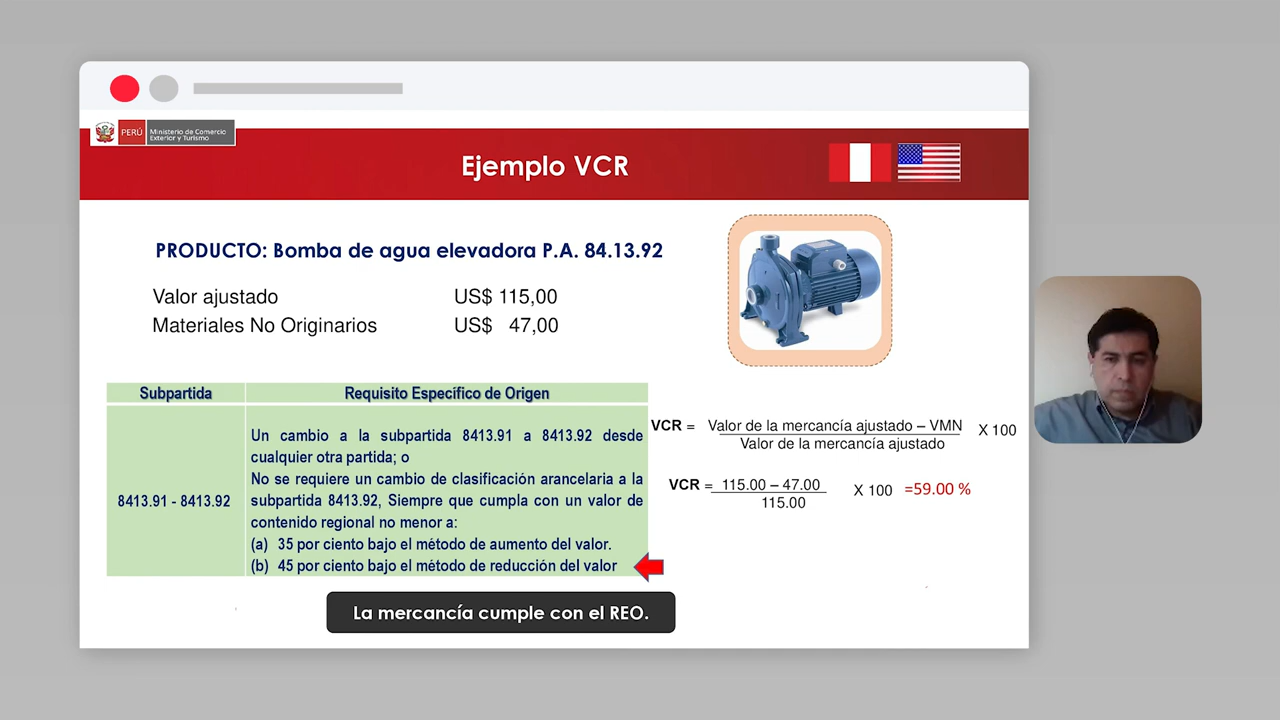 PERÚ
Ministerio de Comercio
Exterior y Turismo
Ejemplo VCR
PRODUCTO: Bomba de agua elevadora P.A. 84.13.92
Valor ajustado US$ 115,00
Materiales No Originarios US$ 47,00
Subpartida Requisito Específico de Origen
8413.91 - 8413.92
Un cambio a la subpartida 8413.91 a 8413.92 desde
cualquier otra partida; o
No se requiere un cambio de clasificación arancelaria a la
subpartida 8413.92, Siempre que cumpla con un valor de
contenido regional no menor a:
(a) 35 por ciento bajo el método de aumento del valor.
(b) 45 por ciento bajo el método de reducción del valor
VCR = Valor de la mercancía ajustado – VMN X 100
Valor de la mercancía ajustado
VCR = 115.00 – 47.00 X 100 =59.00 %
115.00
La mercancía cumple con el REO.